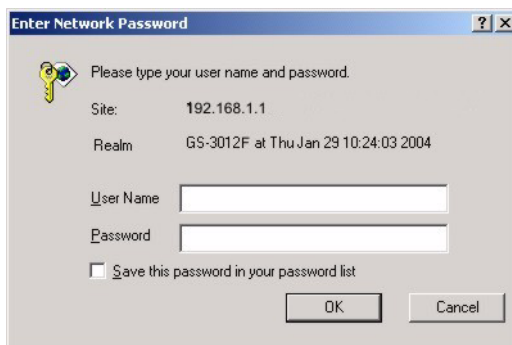 Enter Network Password
Please type your user name and password.
Site: 192.168.1.1
Realm GS-3012F at Thu Jan 29 10:24:03 2004
User Name
Password
Save this password in your password list
OK Cancel